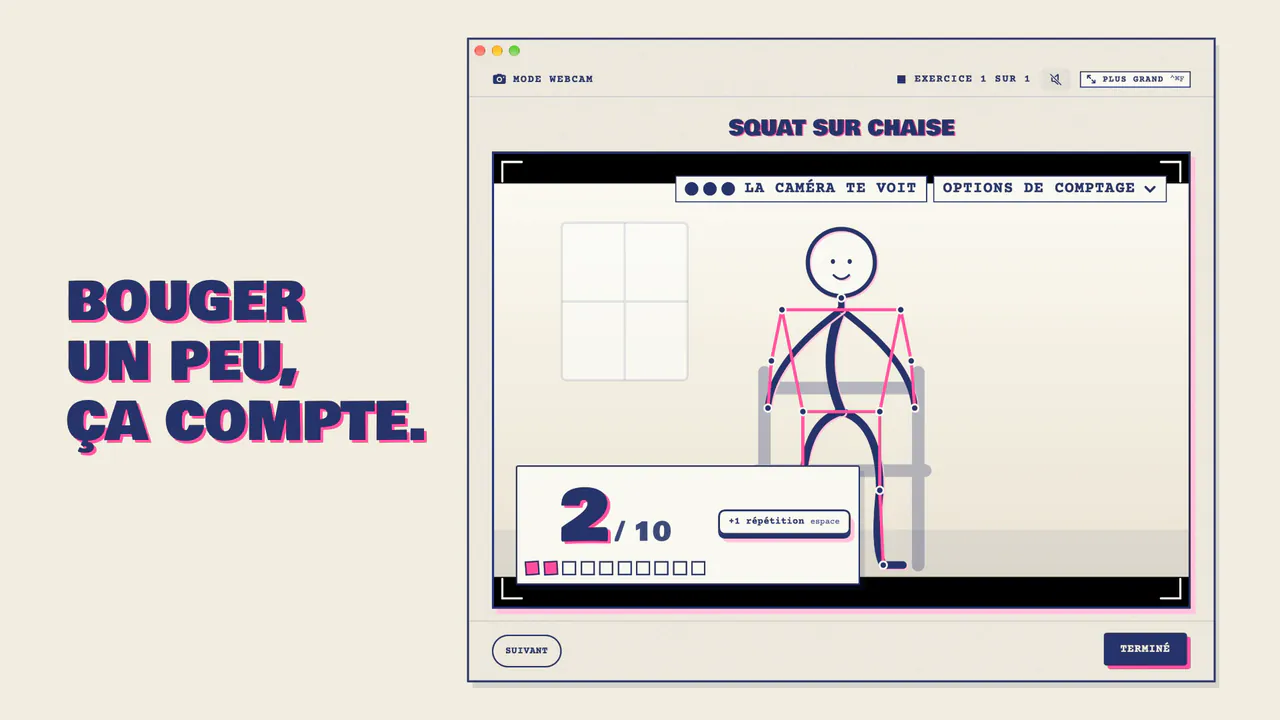 MODE WEBCAM
EXERCICE 1 SUR 1
PLUS GRAND ^⌘F
SQUAT SUR CHAISE
LA CAMÉRA TE VOIT
OPTIONS DE COMPTAGE
BOUGER
UN PEU,
ÇA COMPTE.
2 / 10
+1 répétition espace
SUIVANT
TERMINÉ